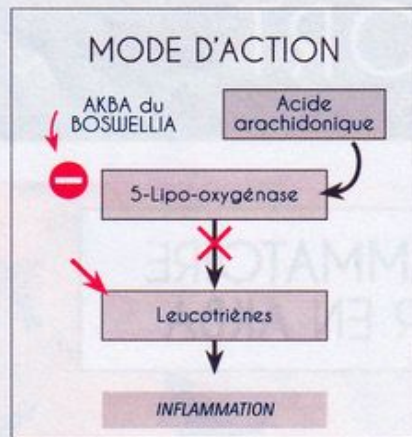 MODE D'ACTION
AKBA du
BOSWELLIA
Acide
arachidonique
5-Lipo-oxygénase
Leucotriènes
INFLAMMATION